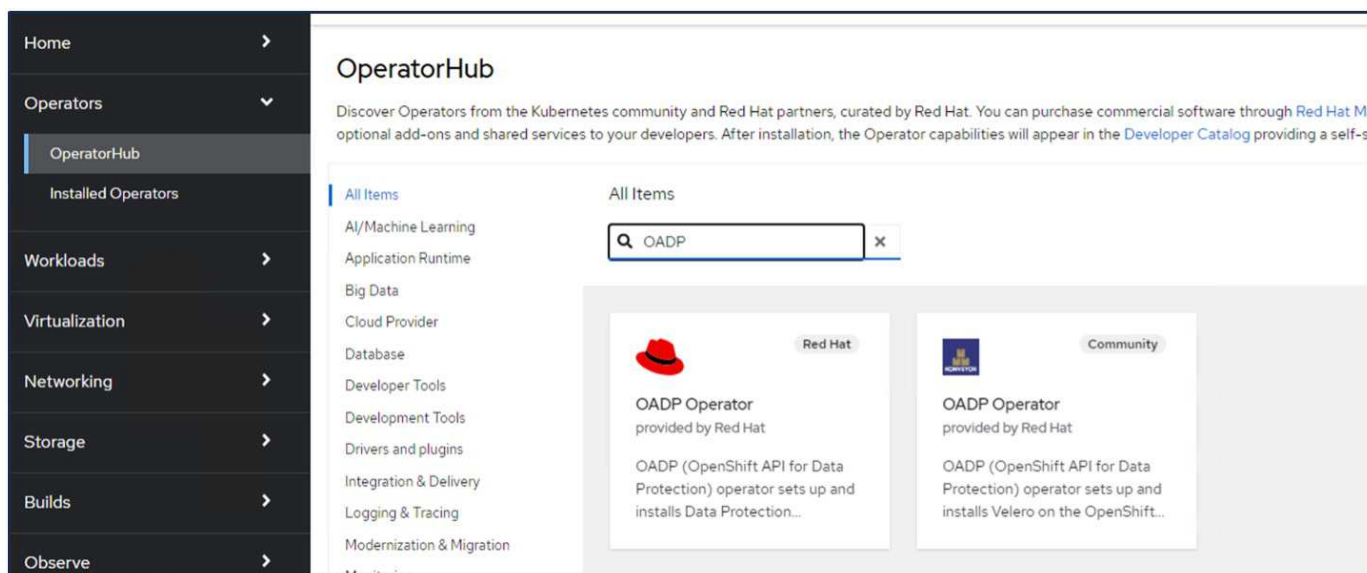 Home
Operators
OperatorHub
Installed Operators
Workloads
Virtualization
Networking
Storage
Builds
Observe
OperatorHub
Discover Operators from the Kubernetes community and Red Hat partners, curated by Red Hat. You can purchase commercial software through Red Hat M
optional add-ons and shared services to your developers. After installation, the Operator capabilities will appear in the Developer Catalog providing a self-s
All Items
AI/Machine Learning
Application Runtime
Big Data
Cloud Provider
Database
Developer Tools
Development Tools
Drivers and plugins
Integration & Delivery
Logging & Tracing
Modernization & Migration
All Items
OADP
Red Hat
OADP Operator
provided by Red Hat
OADP (OpenShift API for Data
Protection) operator sets up and
installs Data Protection...
Community
KONVEYOR
OADP Operator
provided by Red Hat
OADP (OpenShift API for Data
Protection) operator sets up and
installs Velero on the OpenShift...